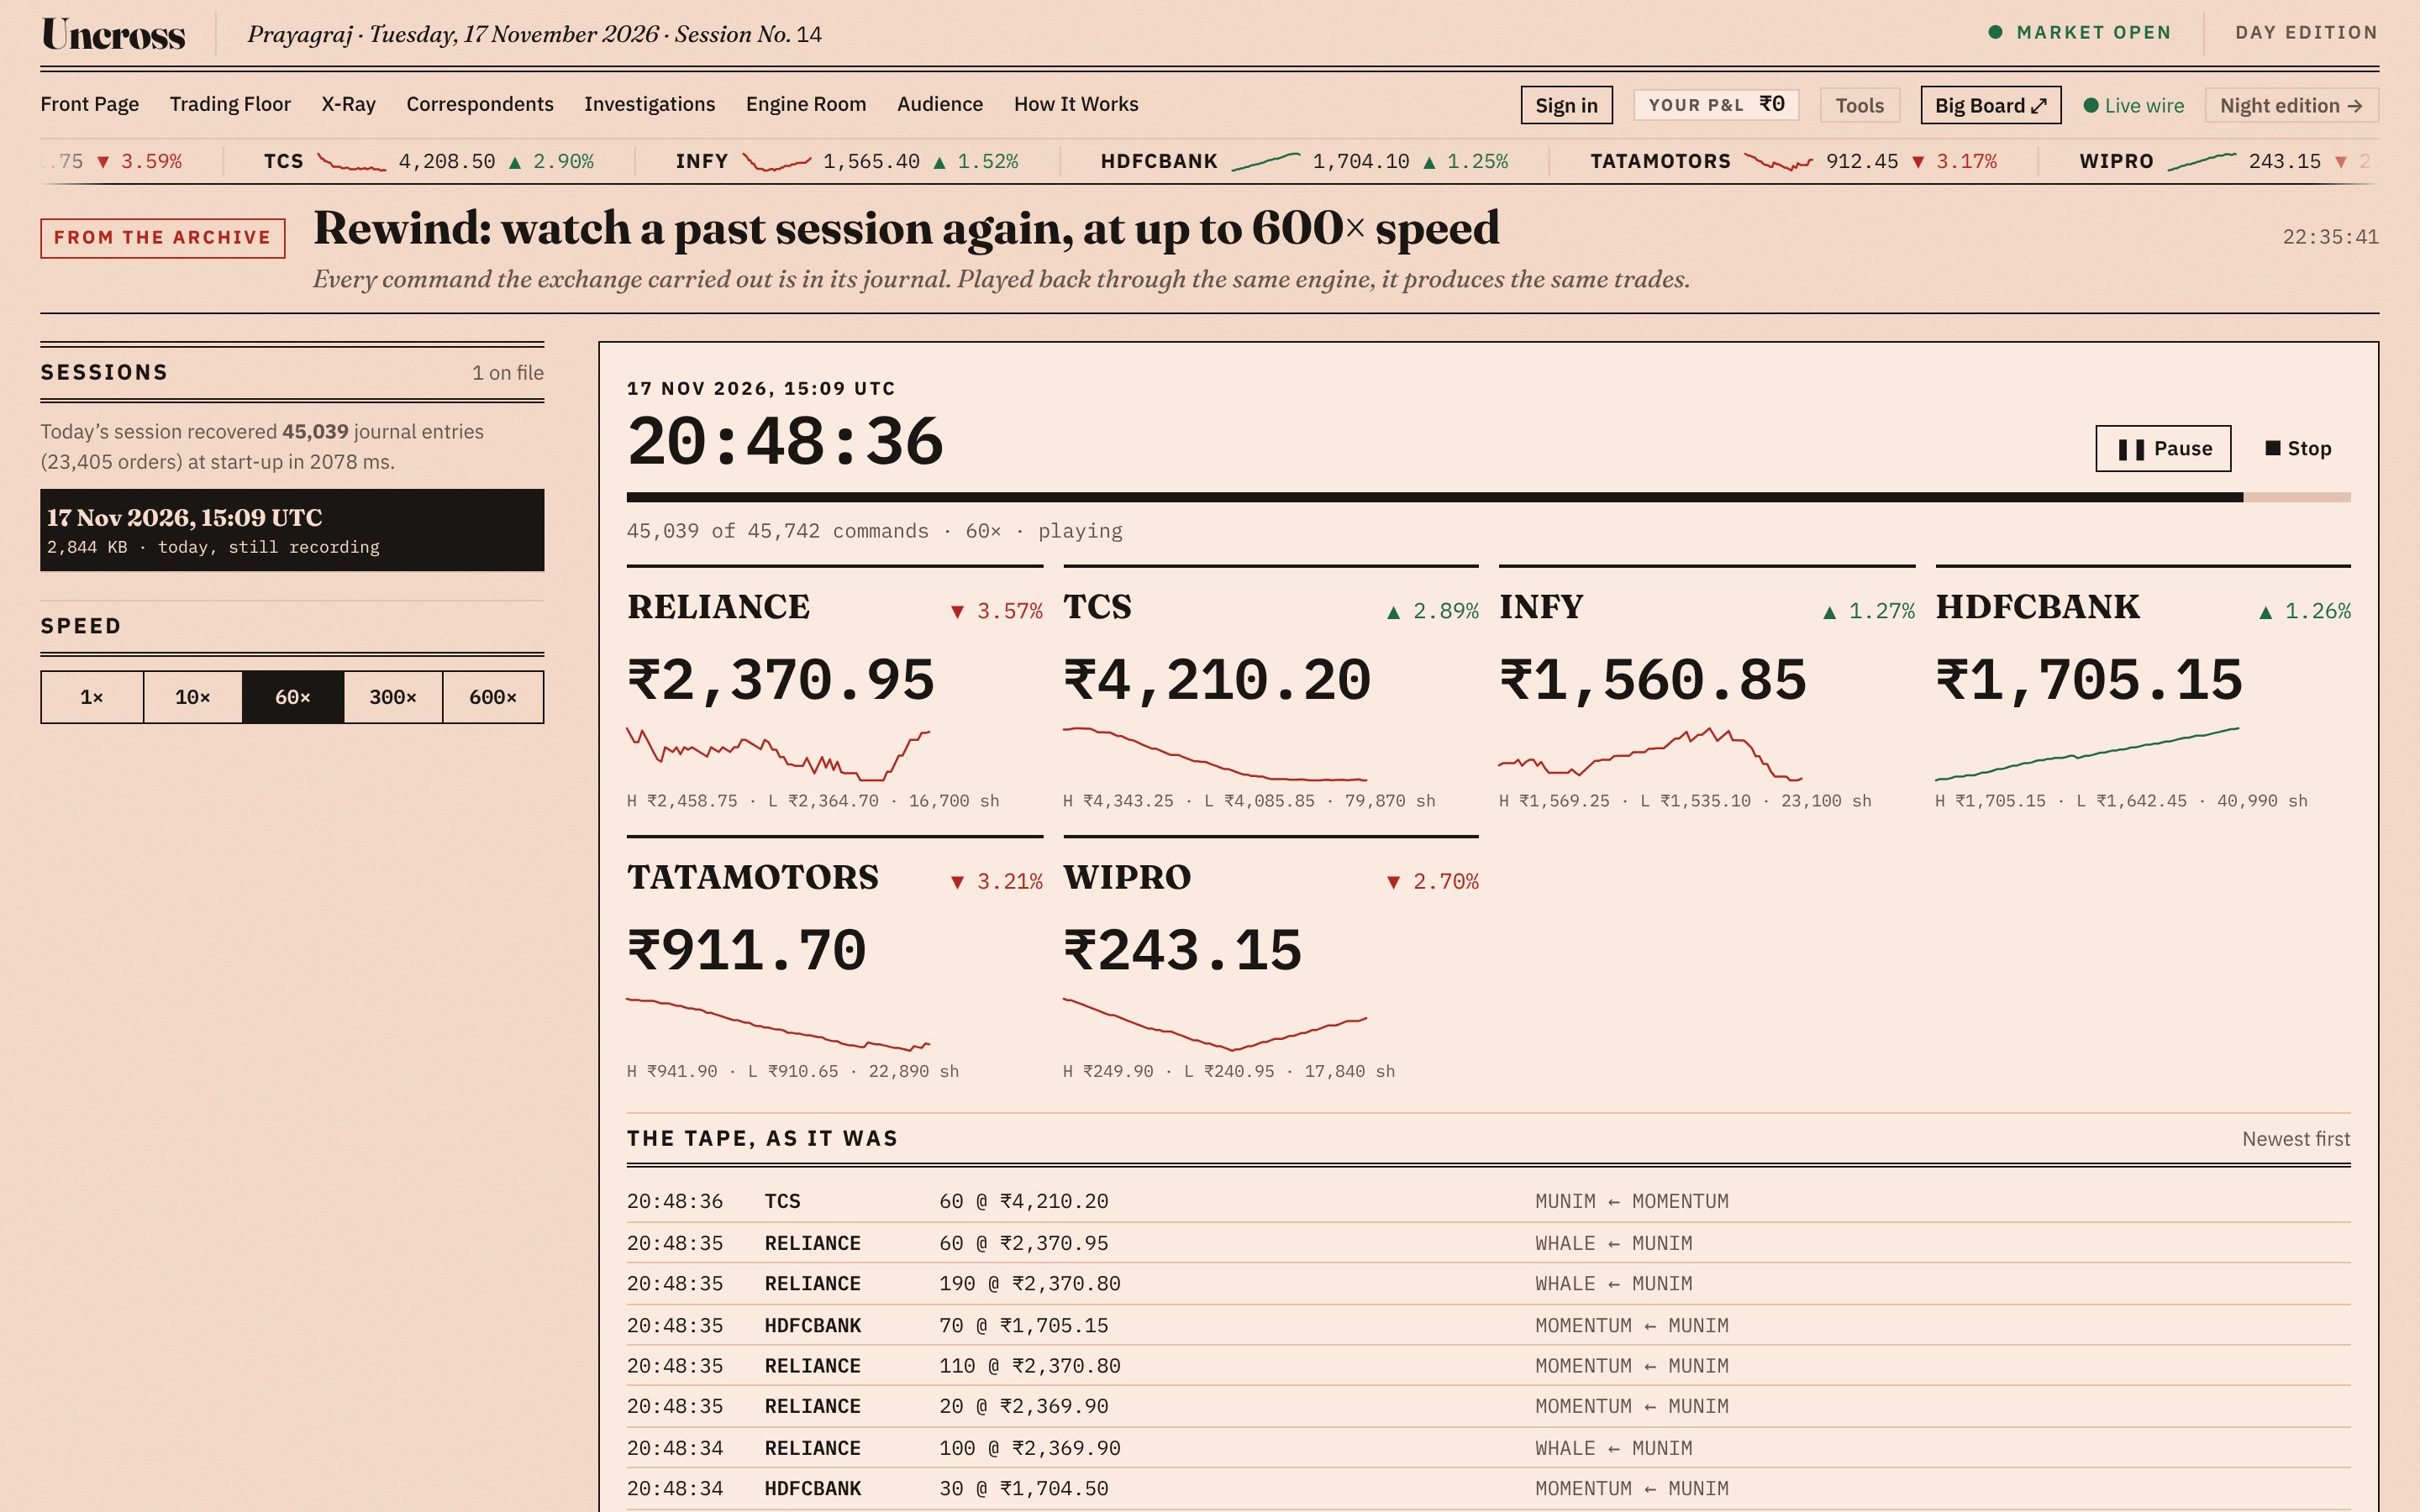 Uncross
Prayagraj · Tuesday, 17 November 2026 · Session No. 14
● MARKET OPEN
DAY EDITION
Front Page Trading Floor X-Ray Correspondents Investigations Engine Room Audience How It Works
Sign in YOUR P&L ₹0 Tools Big Board ⤢ ● Live wire Night edition →
.75 ▼ 3.59% TCS 4,208.50 ▲ 2.90% INFY 1,565.40 ▲ 1.52% HDFCBANK 1,704.10 ▲ 1.25% TATAMOTORS 912.45 ▼ 3.17% WIPRO 243.15 ▼ 2
FROM THE ARCHIVE
Rewind: watch a past session again, at up to 600× speed
22:35:41
Every command the exchange carried out is in its journal. Played back through the same engine, it produces the same trades.
SESSIONS 1 on file
Today’s session recovered 45,039 journal entries
(23,405 orders) at start-up in 2078 ms.
17 Nov 2026, 15:09 UTC
2,844 KB · today, still recording
SPEED
1× 10× 60× 300× 600×
17 NOV 2026, 15:09 UTC
20:48:36
❚❚ Pause ■ Stop
45,039 of 45,742 commands · 60× · playing
RELIANCE ▼ 3.57%
₹2,370.95
H ₹2,458.75 · L ₹2,364.70 · 16,700 sh
TCS ▲ 2.89%
₹4,210.20
H ₹4,343.25 · L ₹4,085.85 · 79,870 sh
INFY ▲ 1.27%
₹1,560.85
H ₹1,569.25 · L ₹1,535.10 · 23,100 sh
HDFCBANK ▲ 1.26%
₹1,705.15
H ₹1,705.15 · L ₹1,642.45 · 40,990 sh
TATAMOTORS ▼ 3.21%
₹911.70
H ₹941.90 · L ₹910.65 · 22,890 sh
WIPRO ▼ 2.70%
₹243.15
H ₹249.90 · L ₹240.95 · 17,840 sh
THE TAPE, AS IT WAS Newest first
20:48:36 TCS 60 @ ₹4,210.20 MUNIM ← MOMENTUM
20:48:35 RELIANCE 60 @ ₹2,370.95 WHALE ← MUNIM
20:48:35 RELIANCE 190 @ ₹2,370.80 WHALE ← MUNIM
20:48:35 HDFCBANK 70 @ ₹1,705.15 MOMENTUM ← MUNIM
20:48:35 RELIANCE 110 @ ₹2,370.80 MOMENTUM ← MUNIM
20:48:35 RELIANCE 20 @ ₹2,369.90 MOMENTUM ← MUNIM
20:48:34 RELIANCE 100 @ ₹2,369.90 WHALE ← MUNIM
20:48:34 HDFCBANK 30 @ ₹1,704.50 MOMENTUM ← MUNIM